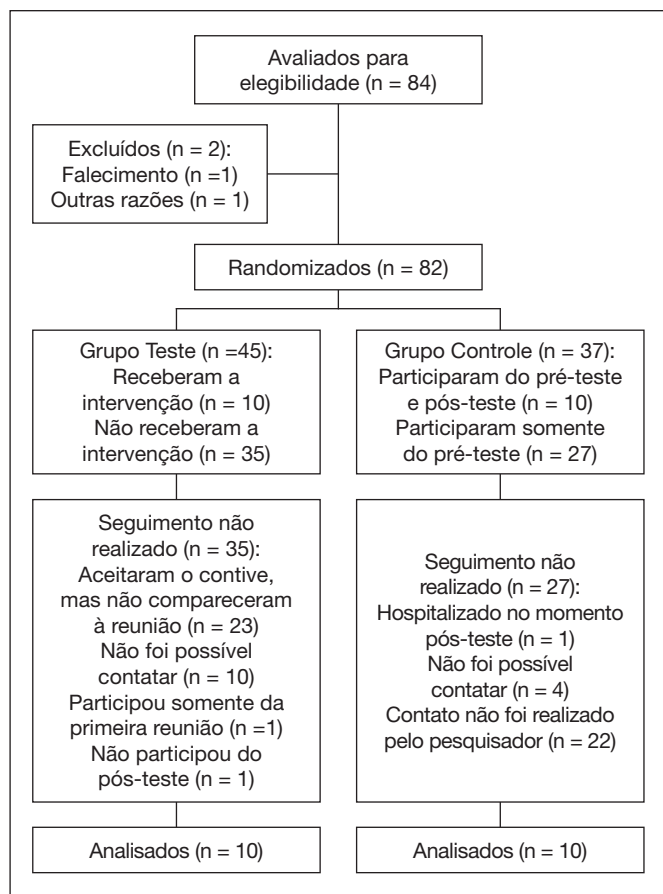 Avaliados para
elegibilidade (n = 84)
Excluídos (n = 2):
Falecimento (n =1)
Outras razões (n = 1)
Randomizados (n = 82)
Grupo Teste (n =45):
Receberam a
intervenção (n = 10)
Não receberam a
intervenção (n = 35)
Grupo Controle (n = 37):
Participaram do pré-teste
e pós-teste (n = 10)
Participaram somente
do pré-teste (n = 27)
Seguimento não
realizado (n = 35):
Aceitaram o contive,
mas não compareceram
à reunião (n = 23)
Não foi possível
contatar (n = 10)
Participou somente da
primeira reunião (n =1)
Não participou do
pós-teste (n = 1)
Seguimento não
realizado (n = 27):
Hospitalizado no momento
pós-teste (n = 1)
Não foi possível
contatar (n = 4)
Contato não foi realizado
pelo pesquisador (n = 22)
Analisados (n = 10)
Analisados (n = 10)